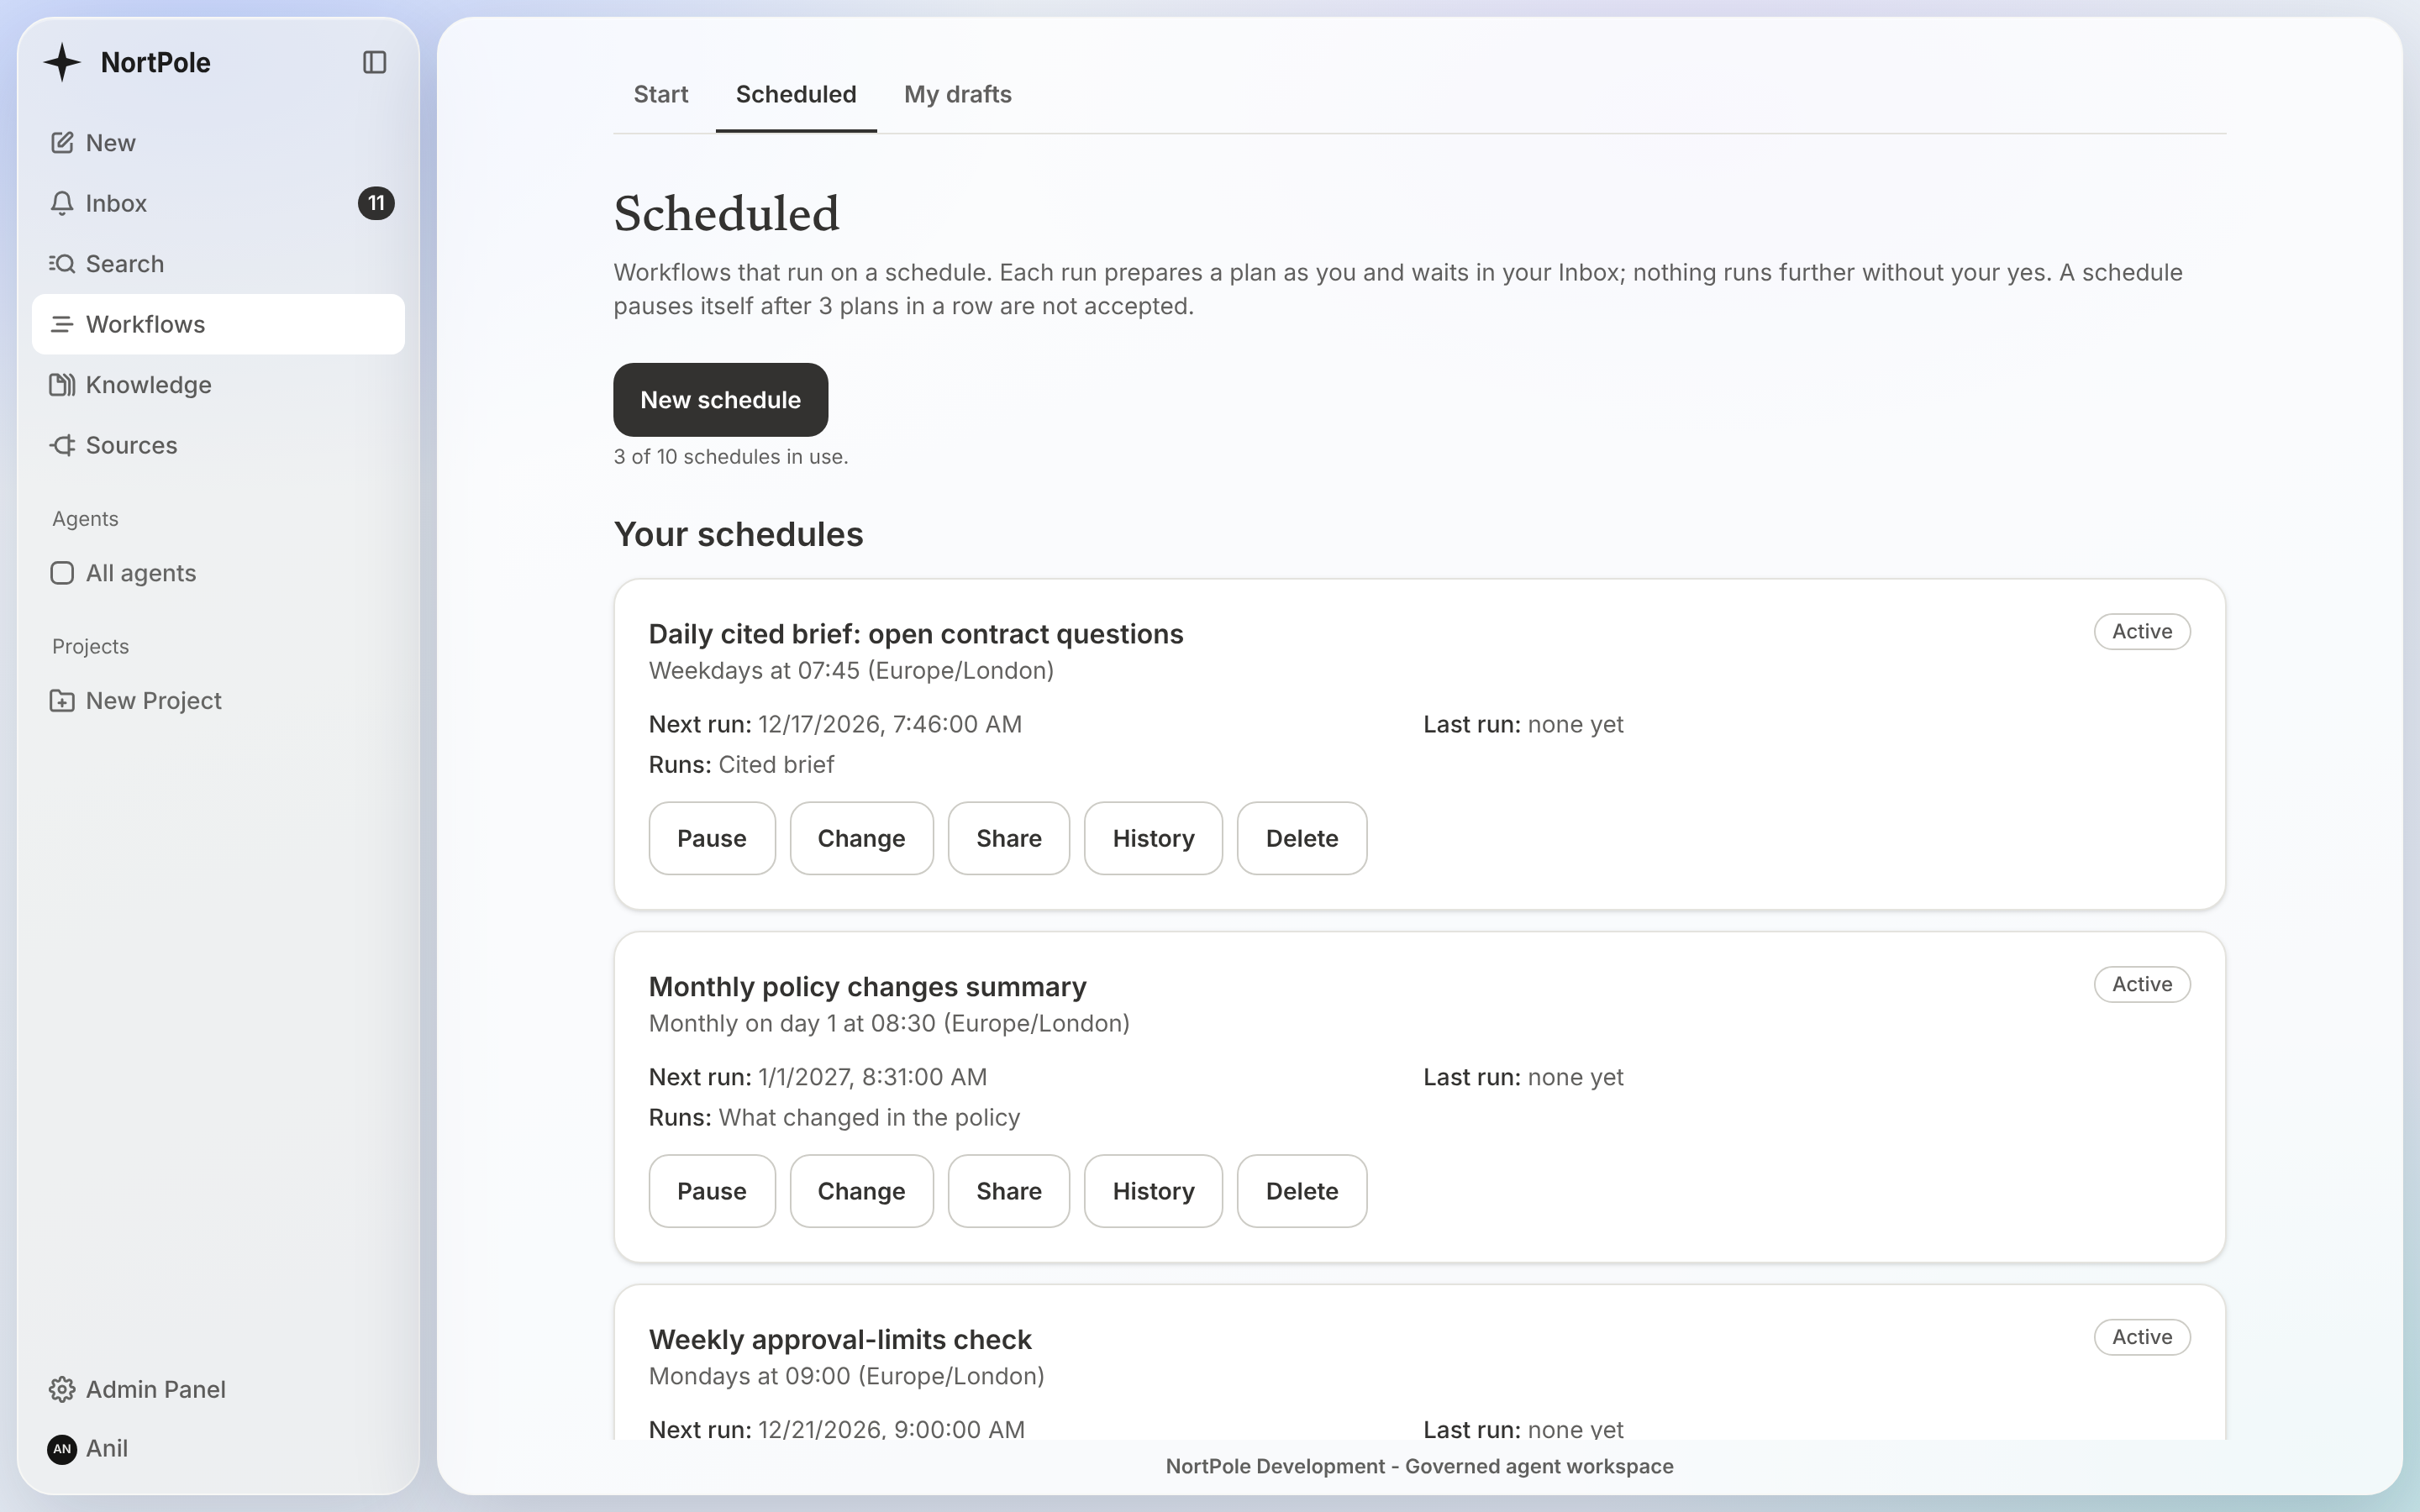 NortPole
New
Inbox
11
Search
Workflows
Knowledge
Sources
Agents
All agents
Projects
New Project
Admin Panel
AN
Anil
Start
Scheduled
My drafts
Scheduled
Workflows that run on a schedule. Each run prepares a plan as you and waits in your Inbox; nothing runs further without your yes. A schedule
pauses itself after 3 plans in a row are not accepted.
New schedule
3 of 10 schedules in use.
Your schedules
Daily cited brief: open contract questions
Active
Weekdays at 07:45 (Europe/London)
Next run: 12/17/2026, 7:46:00 AM
Last run: none yet
Runs: Cited brief
Pause
Change
Share
History
Delete
Monthly policy changes summary
Active
Monthly on day 1 at 08:30 (Europe/London)
Next run: 1/1/2027, 8:31:00 AM
Last run: none yet
Runs: What changed in the policy
Pause
Change
Share
History
Delete
Weekly approval-limits check
Active
Mondays at 09:00 (Europe/London)
Next run: 12/21/2026, 9:00:00 AM
Last run: none yet
NortPole Development - Governed agent workspace